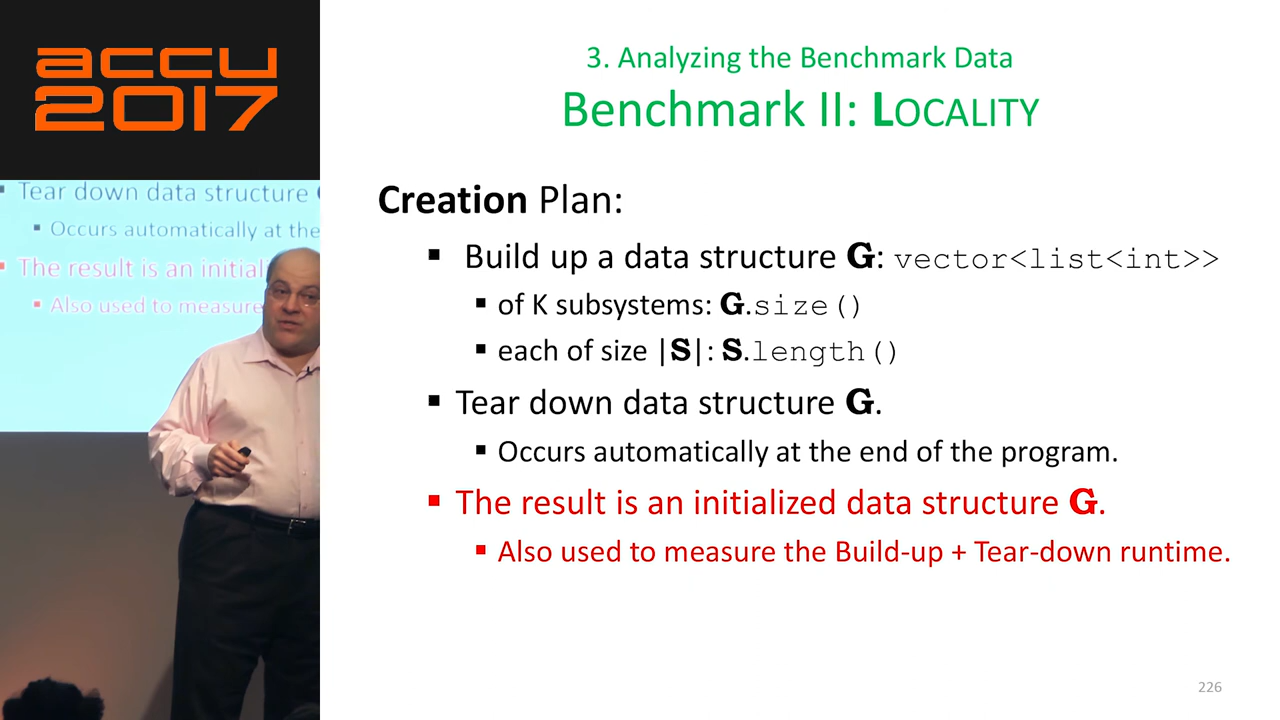 accu
2017
Tear down data structure
Occurs automatically at the
The result is an initiali
Also used to measure
3. Analyzing the Benchmark Data
Benchmark II: LOCALITY
Creation Plan:
▪ Build up a data structure G: vector<list<int>>
▪ of K subsystems: G.size()
▪ each of size |S|: S.length()
▪ Tear down data structure G.
▪ Occurs automatically at the end of the program.
▪ The result is an initialized data structure G.
▪ Also used to measure the Build-up + Tear-down runtime.
226